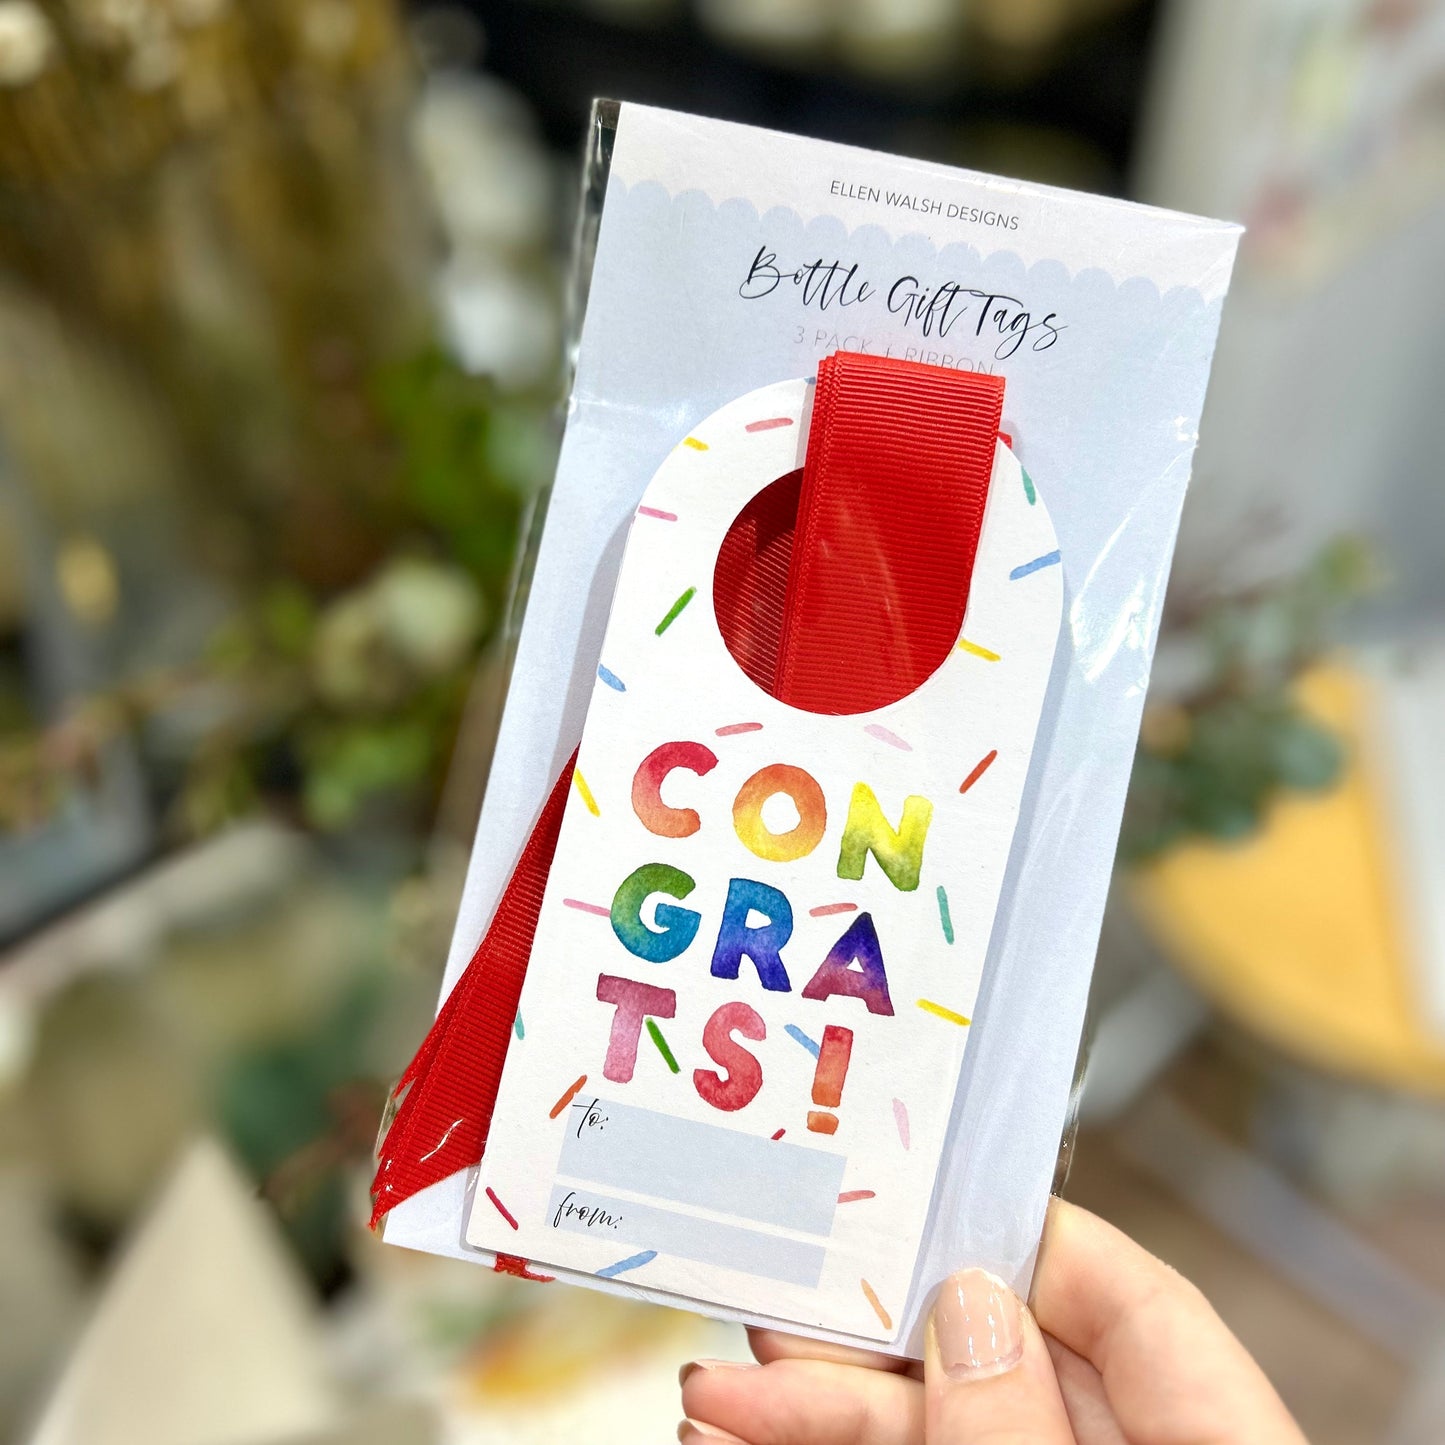 ELLEN WALSH DESIGNS
Bottle Gift Tags
3 PACK + RIBBON
CON
GRA
TS!
to:
from: